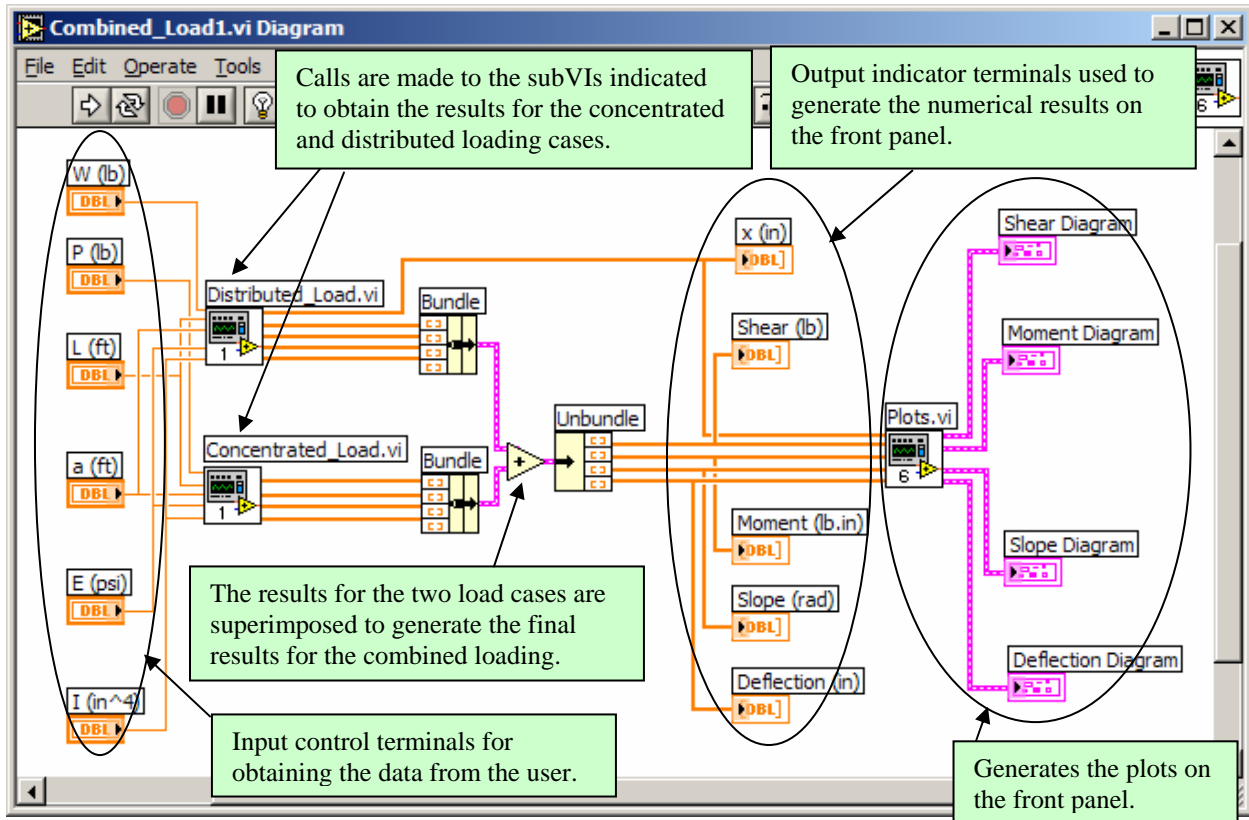 Combined_Load1.vi Diagram
File Edit Operate Tools
Calls are made to the subVIs indicated
to obtain the results for the concentrated
and distributed loading cases.
Output indicator terminals used to
generate the numerical results on
the front panel.
6
W (lb)
DBL
P (lb)
DBL
L (ft)
DBL
a (ft)
DBL
E (psi)
DBL
I (in^4)
DBL
Distributed_Load.vi
1
Bundle
Concentrated_Load.vi
1
Bundle
+
Unbundle
x (in)
DBL
Shear (lb)
DBL
Moment (lb.in)
DBL
Slope (rad)
DBL
Deflection (in)
DBL
Plots.vi
6
Shear Diagram
Moment Diagram
Slope Diagram
Deflection Diagram
The results for the two load cases are
superimposed to generate the final
results for the combined loading.
Input control terminals for
obtaining the data from the user.
Generates the plots on
the front panel.